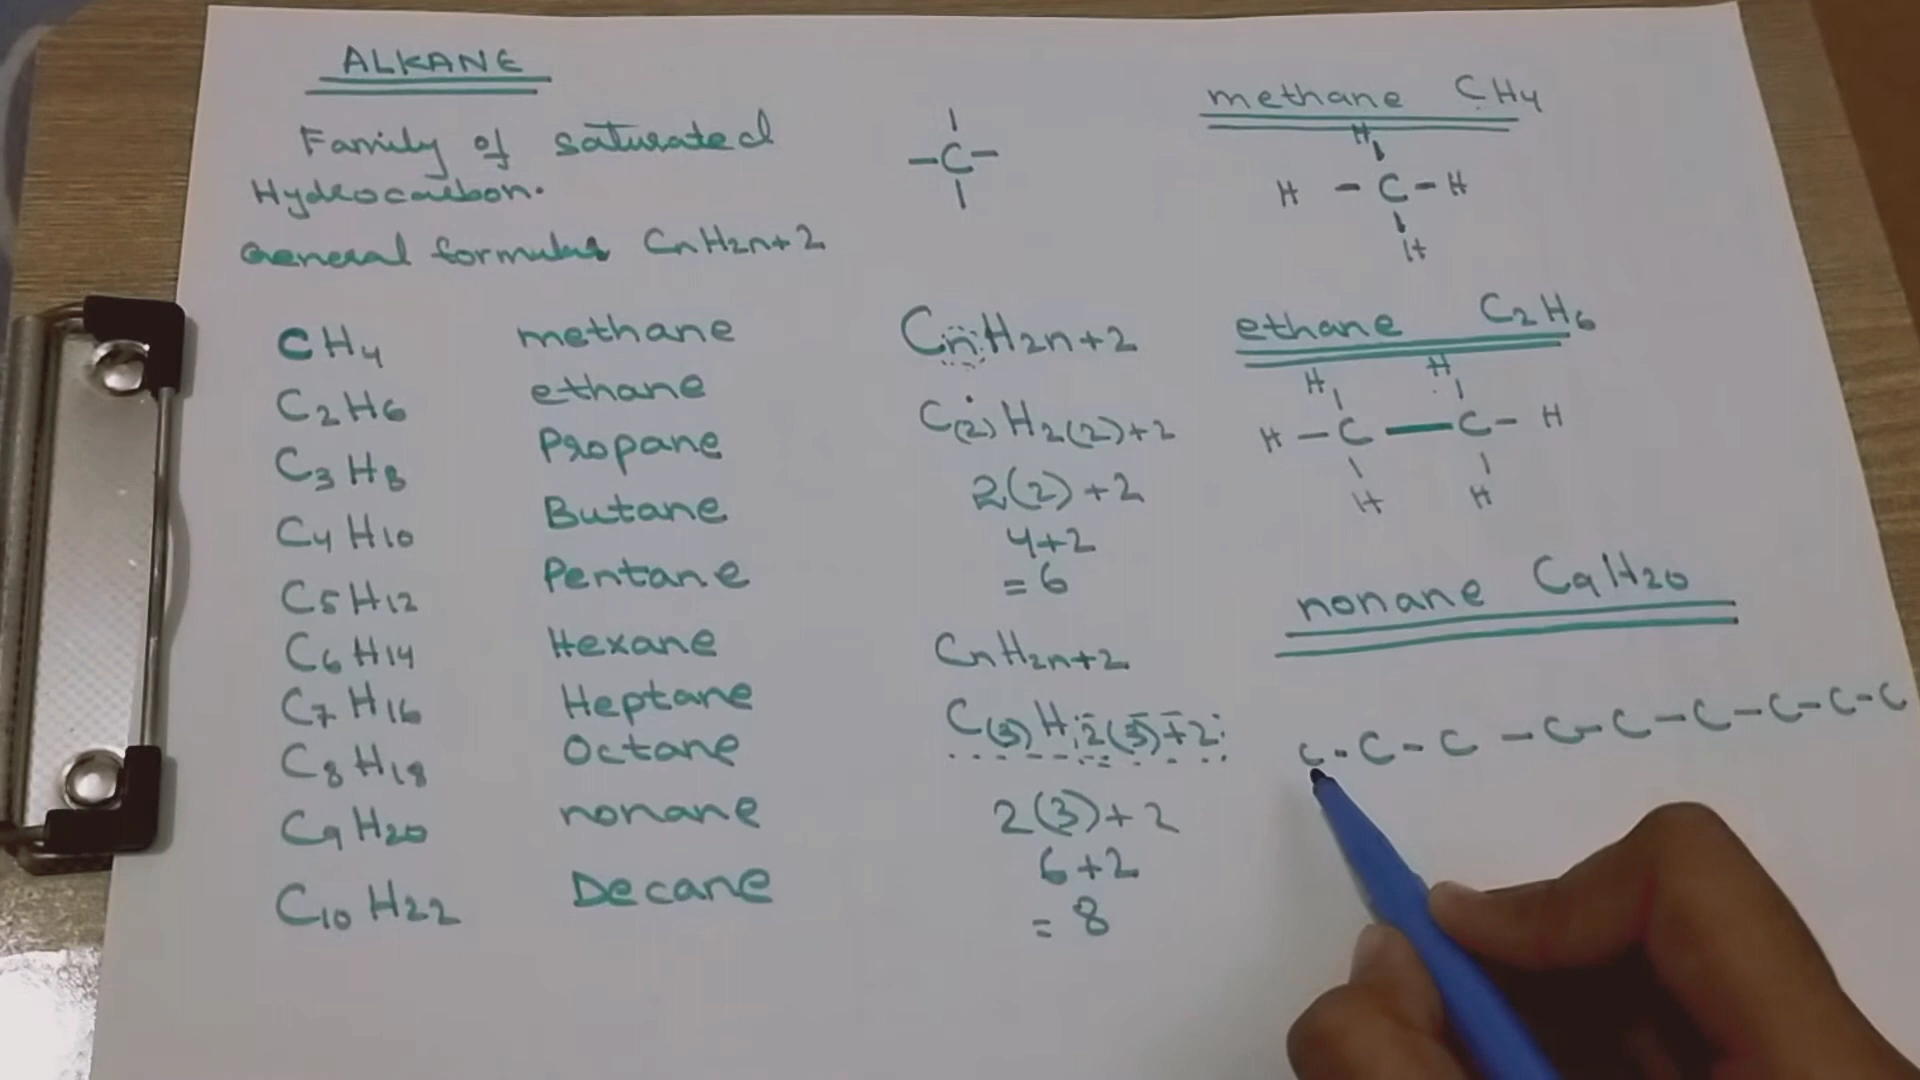 ALKANE
Family of saturated
Hydrocarbon.
General formula CnH2n+2
CH4 methane
C2H6 ethane
C3H8 Propane
C4H10 Butane
C5H12 Pentane
C6H14 Hexane
C7H16 Heptane
C8H18 Octane
C9H20 nonane
C10H22 Decane
-C-
CnH2n+2
C(2)H2(2)+2
2(2)+2
4+2
=6
CnH2n+2
C(3)H2(3)+2
2(3)+2
6+2
= 8
methane CH4
H
H - C - H
H
ethane C2H6
H H
H - C - C - H
H H
nonane C9H20
C - C - C - C - C - C - C - C - C